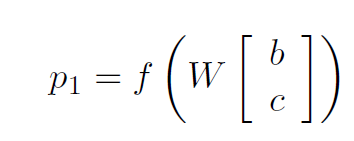 p₁ = f(W[b
c])